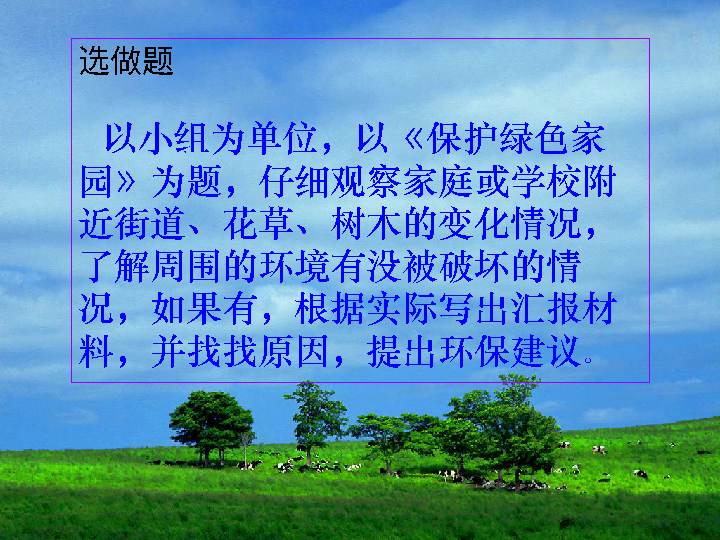 选做题
以小组为单位，以《保护绿色家
园》为题，仔细观察家庭或学校附
近街道、花草、树木的变化情况，
了解周围的环境有没被破坏的情
况，如果有，根据实际写出汇报材
料，并找找原因，提出环保建议。